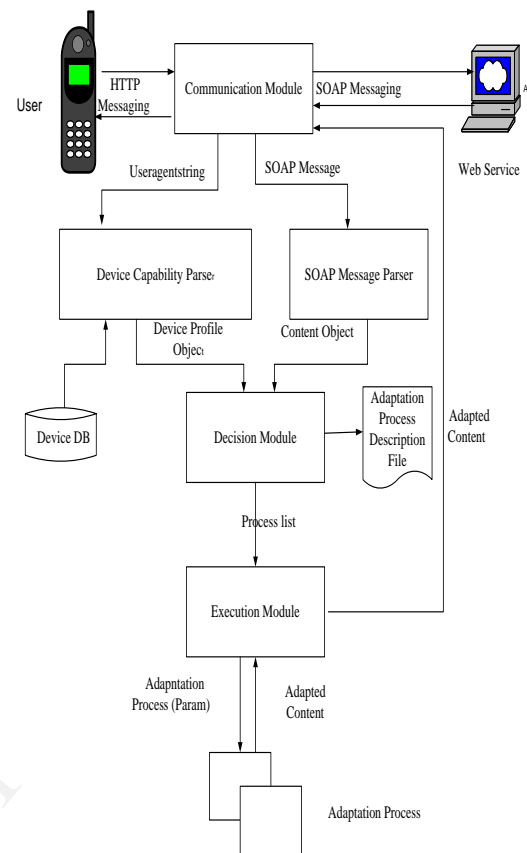 User
HTTP
Messaging
Communication Module
SOAP Messaging
A
Web Service
Useragentstring
SOAP Message
Device Capability Parser
SOAP Message Parser
Device Profile
Object
Content Object
Device DB
Decision Module
Adaptation
Process
Description
File
Adapted
Content
Process list
Execution Module
Adapntation
Process (Param)
Adapted
Content
Adaptation Process